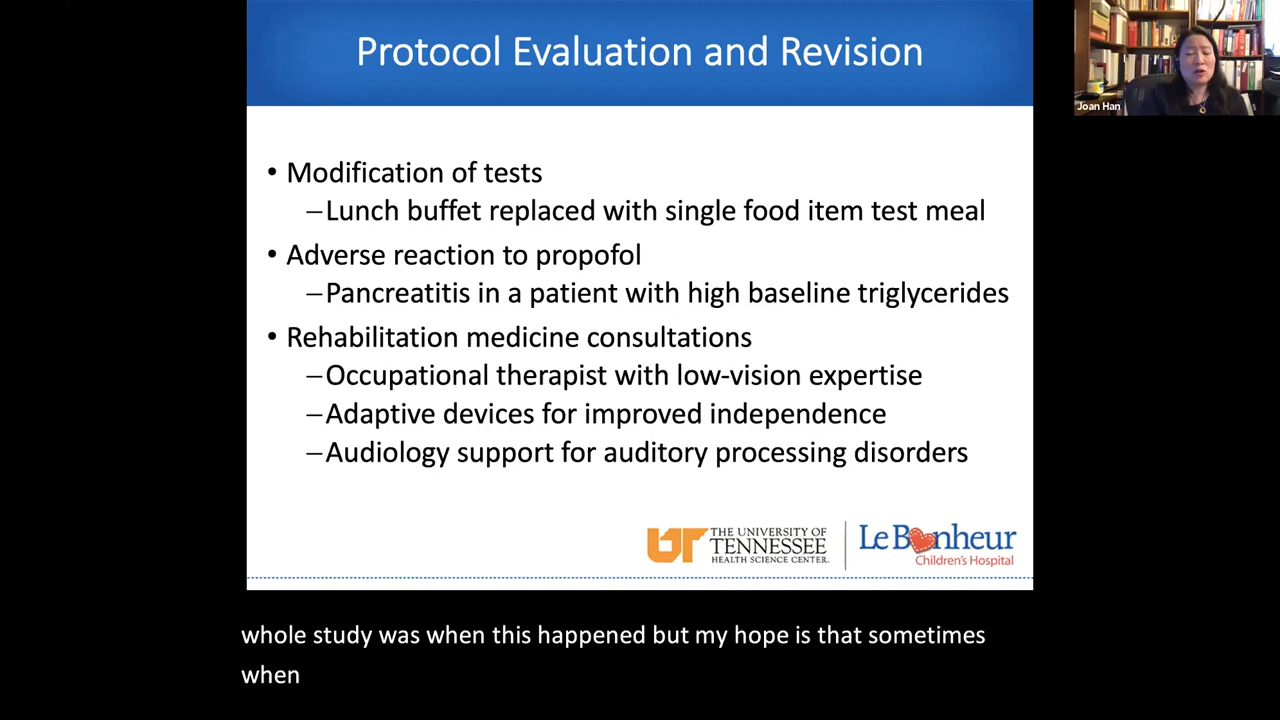 Protocol Evaluation and Revision
Joan Han
• Modification of tests
–Lunch buffet replaced with single food item test meal
• Adverse reaction to propofol
–Pancreatitis in a patient with high baseline triglycerides
• Rehabilitation medicine consultations
–Occupational therapist with low-vision expertise
–Adaptive devices for improved independence
–Audiology support for auditory processing disorders
UT
THE UNIVERSITY OF
TENNESSEE
HEALTH SCIENCE CENTER.
Le Bonheur
Children's Hospital
whole study was when this happened but my hope is that sometimes
when